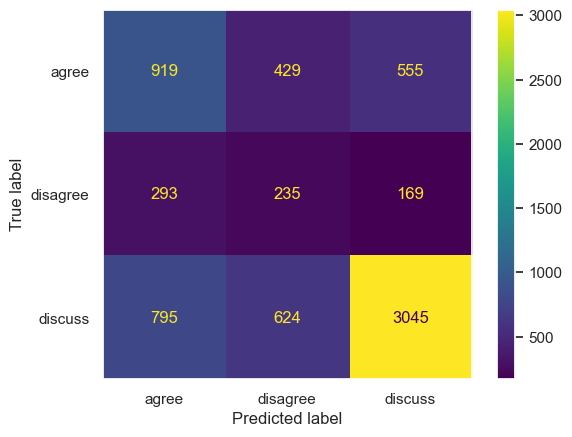 agree 919 429 555
disagree 293 235 169
discuss 795 624 3045
agree disagree discuss
Predicted label
True label
3000
2500
2000
1500
1000
500